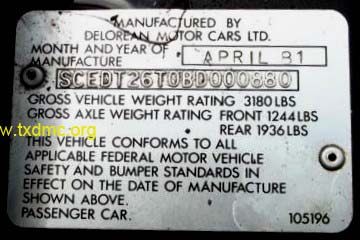 MANUFACTURED BY
DELOREAN MOTOR CARS LTD.
MONTH AND YEAR OF
MANUFACTURE APRIL 81
SCEDT26T0BD000880
GROSS VEHICLE WEIGHT RATING 3180 LBS
GROSS AXLE WEIGHT RATING FRONT 1244 LBS
REAR 1936 LBS
www.txdmc.org
THIS VEHICLE CONFORMS TO ALL
APPLICABLE FEDERAL MOTOR VEHICLE
SAFETY AND BUMPER STANDARDS IN
EFFECT ON THE DATE OF MANUFACTURE
SHOWN ABOVE.
PASSENGER CAR. 105196